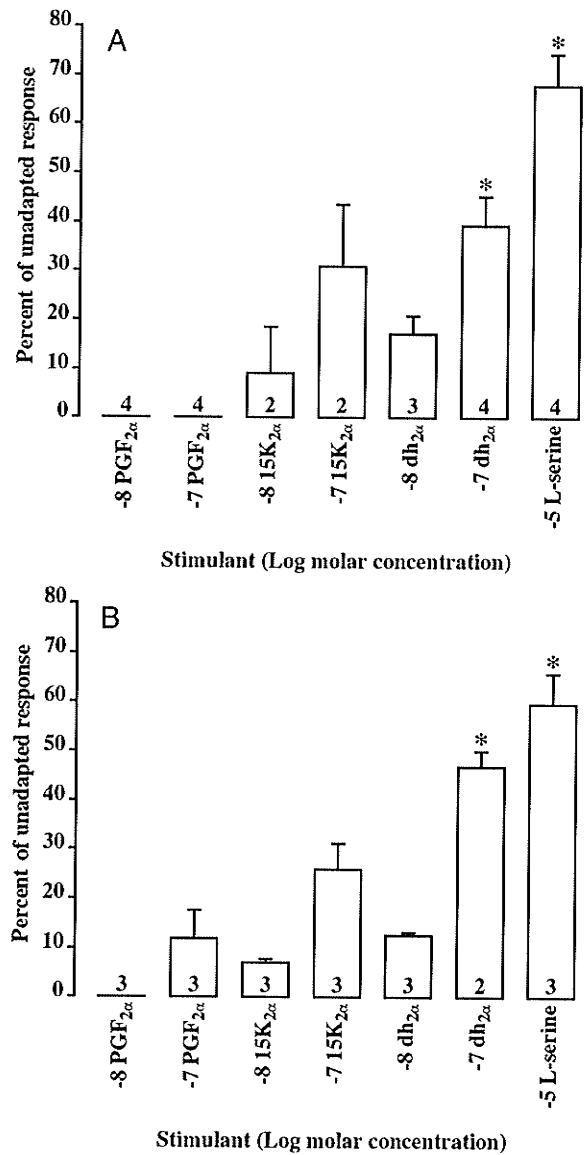 A
Percent of unadapted response
80
70
60
50
40
30
20
10
0
* *
4 4 2 2 3 4 4
-8 PGF2α
-7 PGF2α
-8 15K2α
-7 15K2α
-8 dh2α
-7 dh2α
-5 L-serine
Stimulant (Log molar concentration)
B
Percent of unadapted response
80
70
60
50
40
30
20
10
0
* *
3 3 3 3 3 2 3
-8 PGF2α
-7 PGF2α
-8 15K2α
-7 15K2α
-8 dh2α
-7 dh2α
-5 L-serine
Stimulant (Log molar concentration)